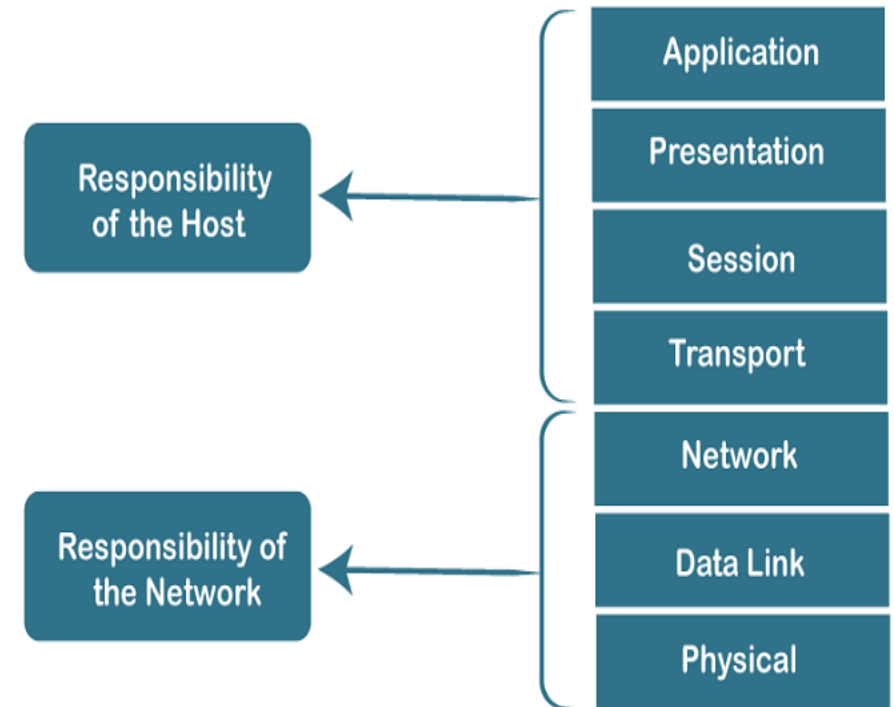 Responsibility
of the Host
Responsibility of
the Network
Application
Presentation
Session
Transport
Network
Data Link
Physical